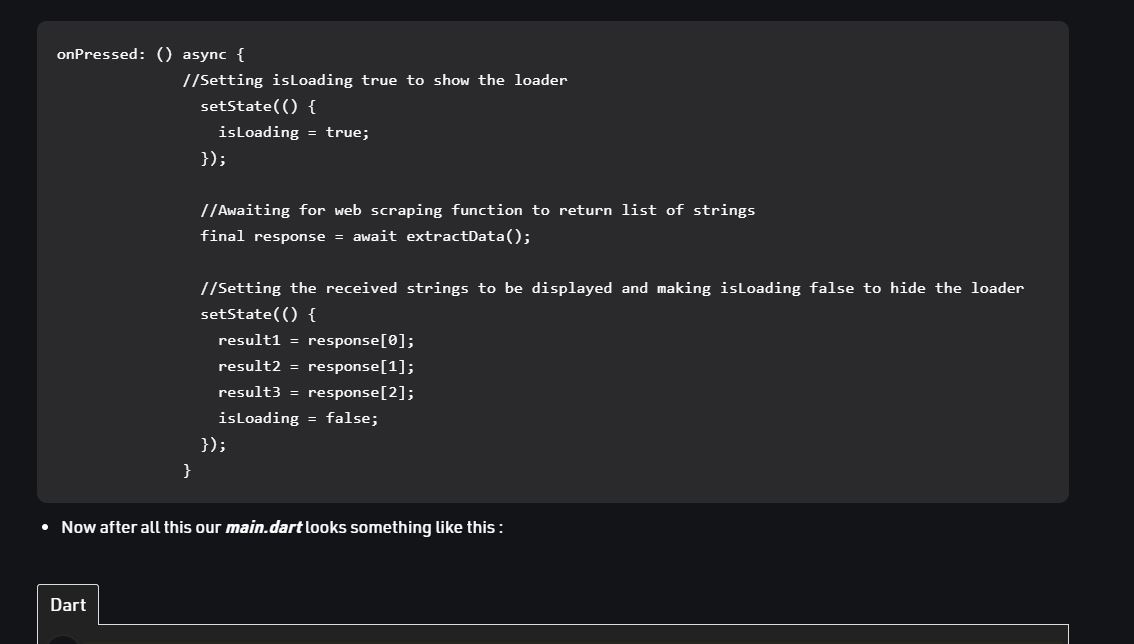 onPressed: () async {
//Setting isLoading true to show the loader
setState(() {
isLoading = true;
});
//Awaiting for web scraping function to return list of strings
final response = await extractData();
//Setting the received strings to be displayed and making isLoading false to hide the loader
setState(() {
result1 = response[0];
result2 = response[1];
result3 = response[2];
isLoading = false;
});
}
• Now after all this our main.dart looks something like this :
Dart